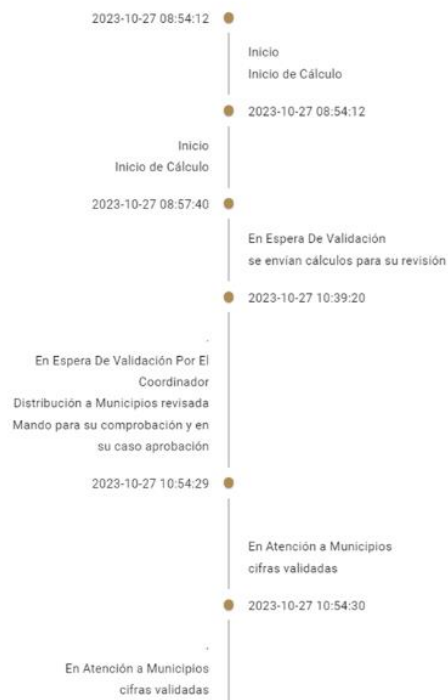 2023-10-27 08:54:12
Inicio
Inicio de Cálculo
2023-10-27 08:54:12
Inicio
Inicio de Cálculo
2023-10-27 08:57:40
En Espera De Validación
se envían cálculos para su revisión
2023-10-27 10:39:20
.
En Espera De Validación Por El
Coordinador
Distribución a Municipios revisada
Mando para su comprobación y en
su caso aprobación
2023-10-27 10:54:29
En Atención a Municipios
cifras validadas
2023-10-27 10:54:30
.
En Atención a Municipios
cifras validadas